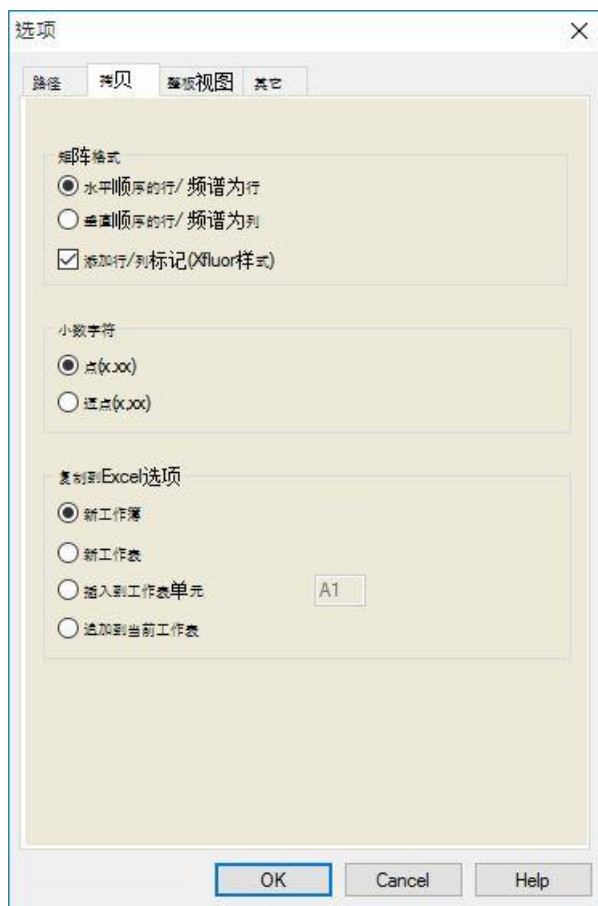 选项
路径 拷贝 整板视图 其它
矩阵格式
水平顺序的行/ 频谱为行
垂直顺序的行/ 频谱为列
添加行/列标记(Xfluor样式)
小数字符
点(x.xx)
逗点(x,xx)
复制到Excel选项
新工作簿
新工作表
插入到工作表单元 A1
追加到当前工作表
OK Cancel Help